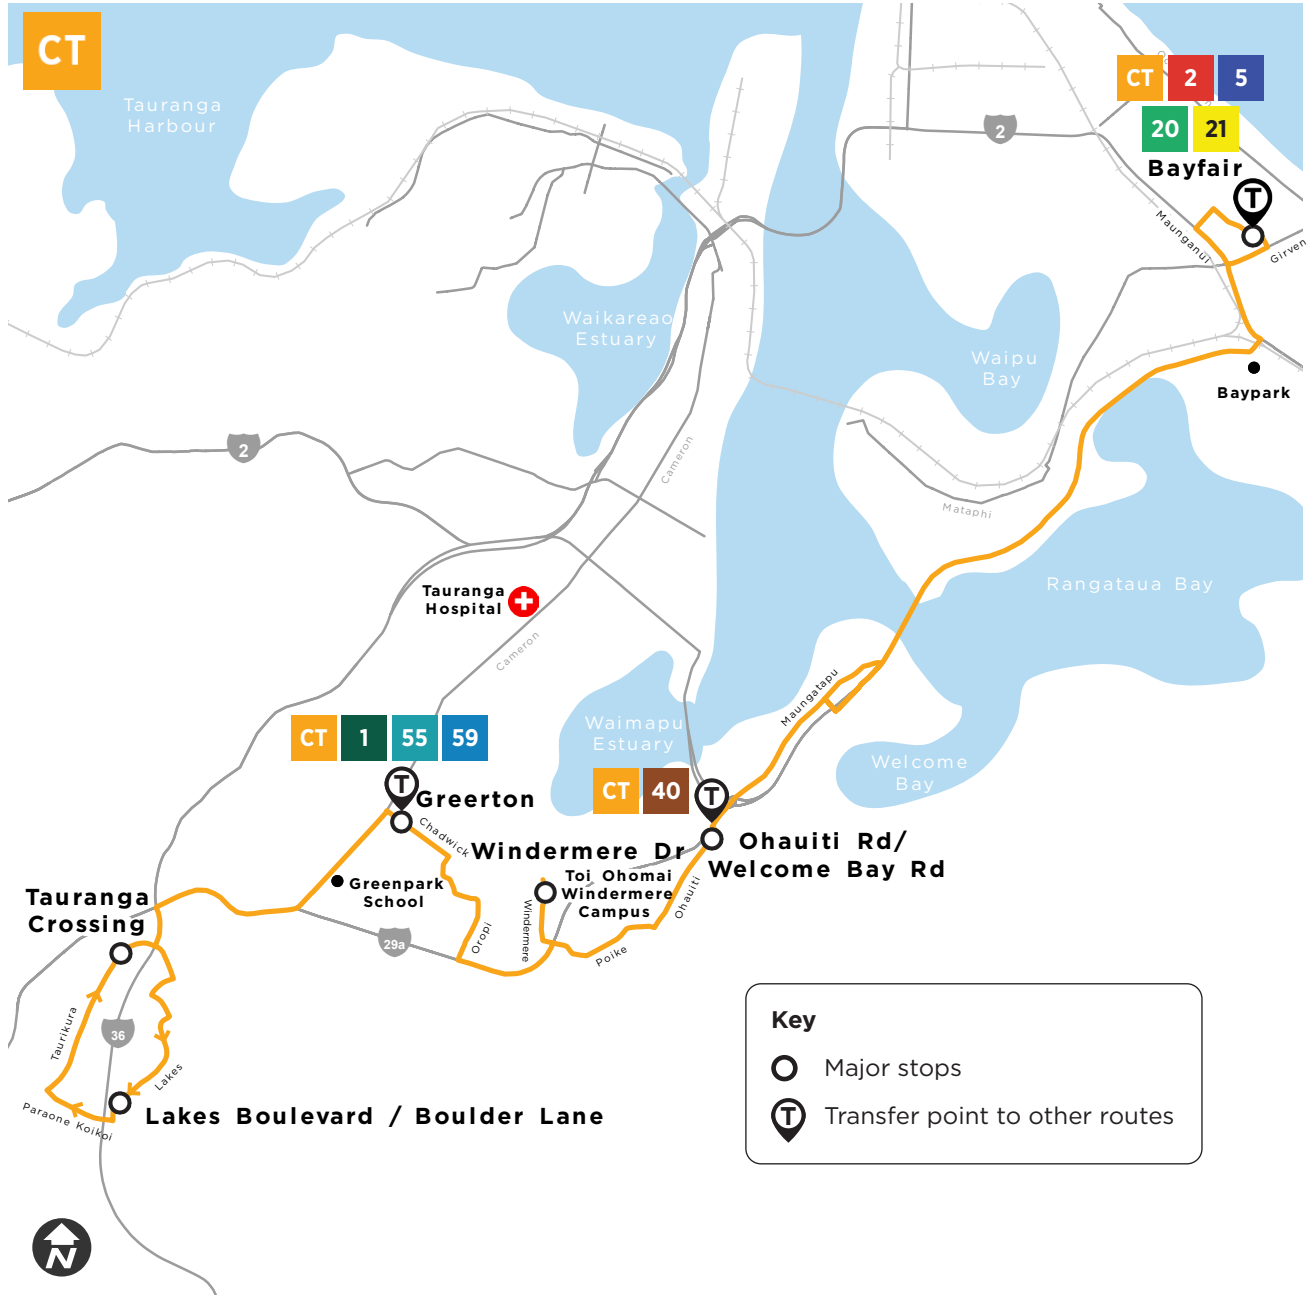 CT
Tauranga
Harbour
2
CT 2 5
20 21
Bayfair
Maunganui
Girven
Waikareao
Estuary
Waipu
Bay
Baypark
2
Cameron
Mataphi
Rangataua Bay
Tauranga
Hospital
Cameron
Maungatapu
CT 1 55 59
Waimapu
Estuary
Welcome
Bay
T
Greerton
CT 40
T
Chadwick
Windermere Dr
Ohauiti Rd/
Welcome Bay Rd
Toi Ohomai
Windermere
Campus
Greenpark
School
Tauranga
Crossing
Ohauiti
Windermere
Oropi
29a
Poike
Taurikura
36
Lakes
Paraone Koikoi
Lakes Boulevard / Boulder Lane
Key
Major stops
T Transfer point to other routes
T
N